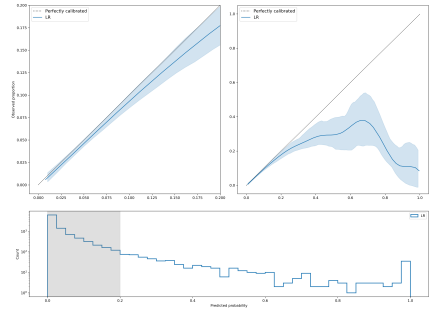 Perfectly calibrated
LR
0.200
0.175
0.150
0.125
0.100
0.075
0.050
0.025
0.000
Observed proportion
0.000 0.025 0.050 0.075 0.100 0.125 0.150 0.175 0.200
Perfectly calibrated
LR
1.0
0.8
0.6
0.4
0.2
0.0
0.0 0.2 0.4 0.6 0.8 1.0
LR
Count
0.0 0.2 0.4 0.6 0.8 1.0
Predicted probability